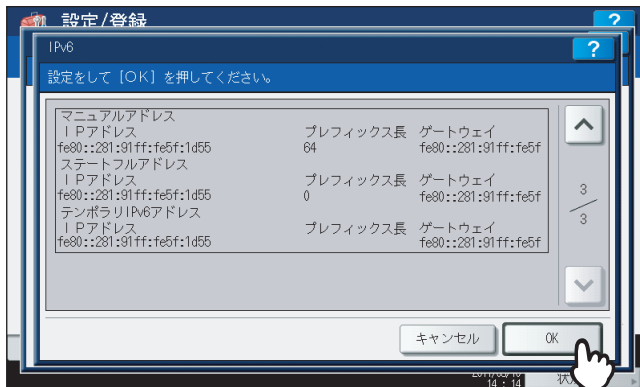 設定/登録
?
IPv6
?
設定をして [OK] を押してください。
マニュアルアドレス
IPアドレス プレフィックス長 ゲートウェイ
fe80::281:91ff:fe5f:1d55 64 fe80::281:91ff:fe5f
ステートフルアドレス
IPアドレス プレフィックス長 ゲートウェイ
fe80::281:91ff:fe5f:1d55 0 fe80::281:91ff:fe5f
テンポラリIPv6アドレス
IPアドレス プレフィックス長 ゲートウェイ
fe80::281:91ff:fe5f:1d55 fe80::281:91ff:fe5f
3
/
3
キャンセル OK
14:14